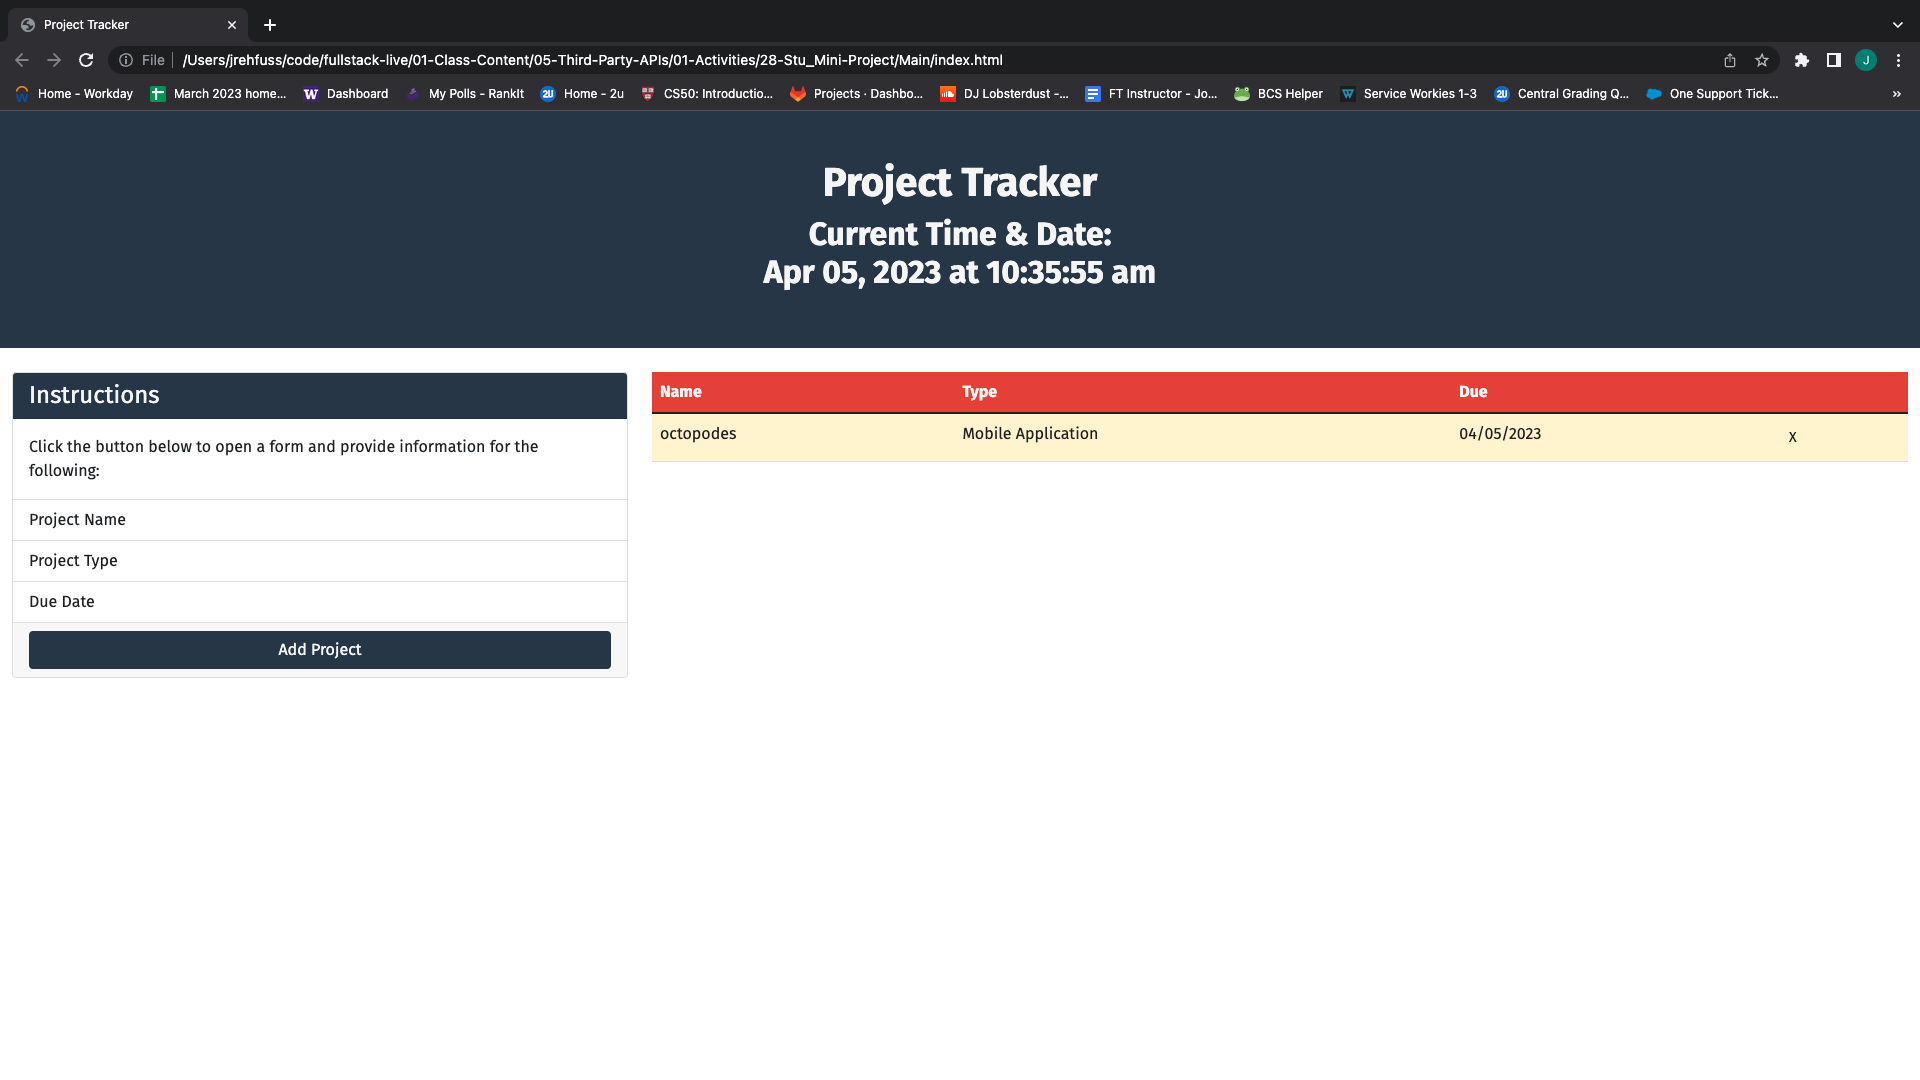 Project Tracker
File /Users/jrehfuss/code/fullstack-live/01-Class-Content/05-Third-Party-APIs/01-Activities/28-Stu_Mini-Project/Main/index.html
J
Home - Workday March 2023 home... W Dashboard My Polls - RankIt 2U Home - 2u CS50: Introductio... Projects · Dashbo... DJ Lobsterdust -... FT Instructor - Jo... BCS Helper W Service Workies 1-3 2U Central Grading Q... One Support Tick... »
Project Tracker
Current Time & Date:
Apr 05, 2023 at 10:35:55 am
Instructions
Click the button below to open a form and provide information for the
following:
Project Name
Project Type
Due Date
Add Project
Name Type Due
octopodes Mobile Application 04/05/2023 X